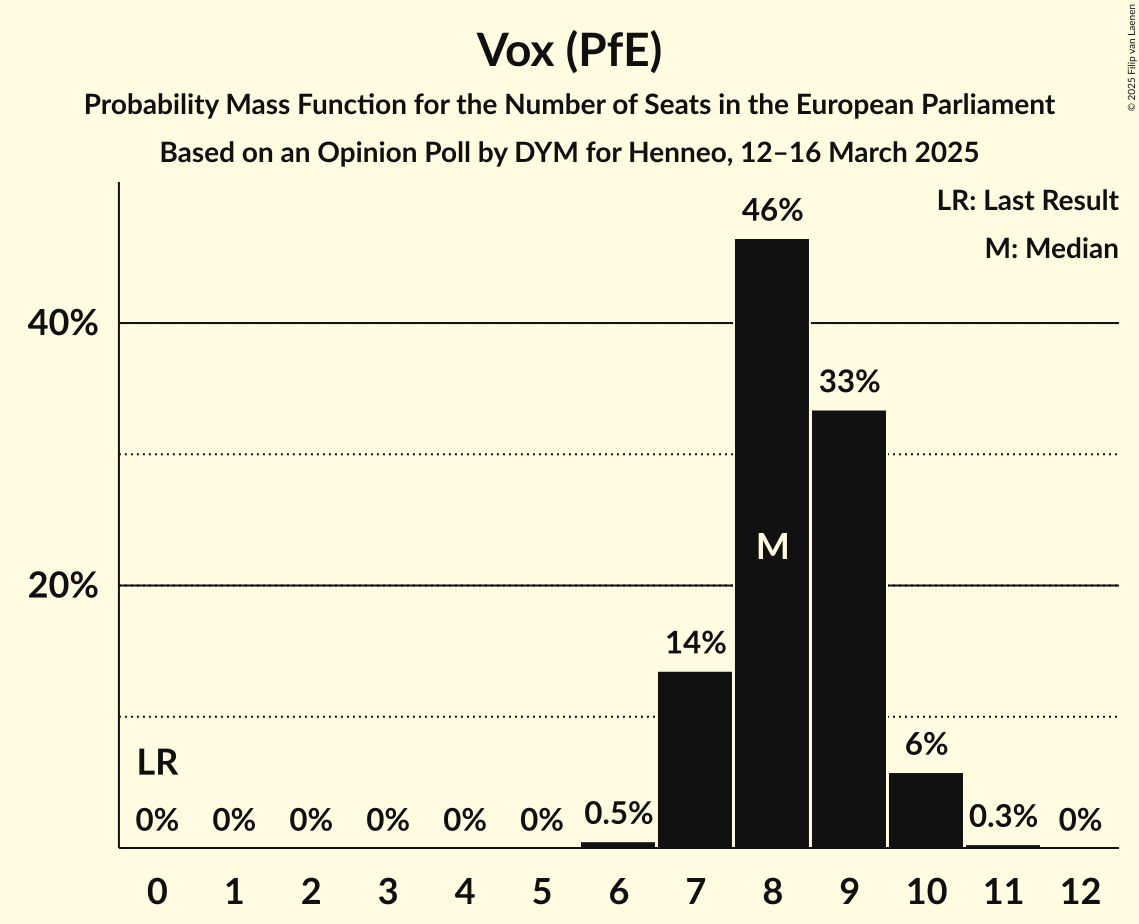 Vox (PfE)
Probability Mass Function for the Number of Seats in the European Parliament
Based on an Opinion Poll by DYM for Henneo, 12–16 March 2025
© 2025 Filip van Laenen
LR: Last Result
M: Median
46%
40%
33%
M
20%
14%
6%
LR
0% 0% 0% 0% 0% 0% 0.5% 0.3% 0%
0 1 2 3 4 5 6 7 8 9 10 11 12